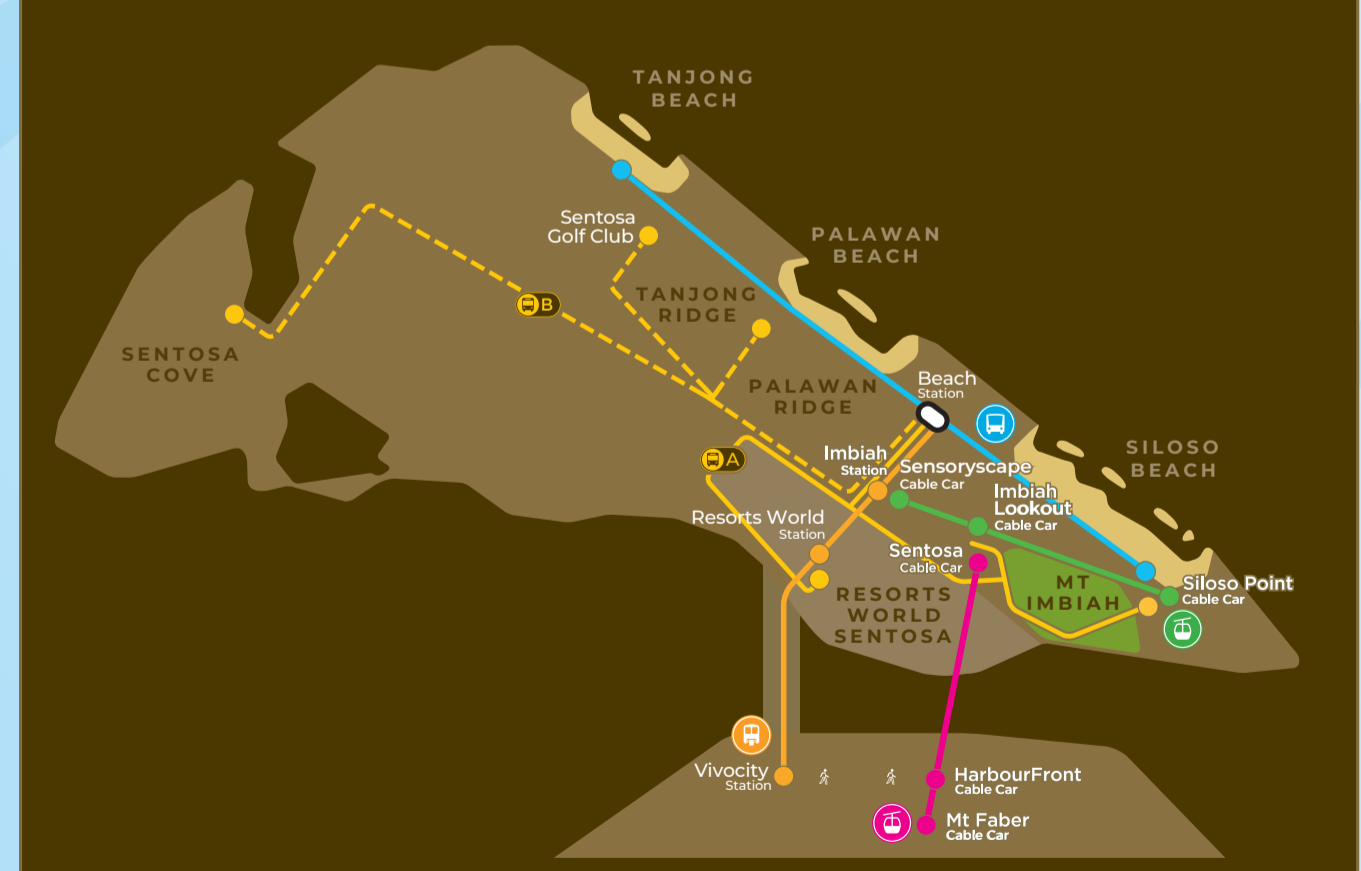 TANJONG
BEACH
Sentosa
Golf Club
PALAWAN
BEACH
TANJONG
RIDGE
B
SENTOSA
COVE
PALAWAN
RIDGE
Beach
Station
A
Imbiah
Station
Sensoryscape
Cable Car
SILOSO
BEACH
Imbiah
Lookout
Cable Car
Resorts World
Station
Sentosa
Cable Car
MT
IMBIAH
Siloso Point
Cable Car
RESORTS
WORLD
SENTOSA
Vivocity
Station
HarbourFront
Cable Car
Mt Faber
Cable Car